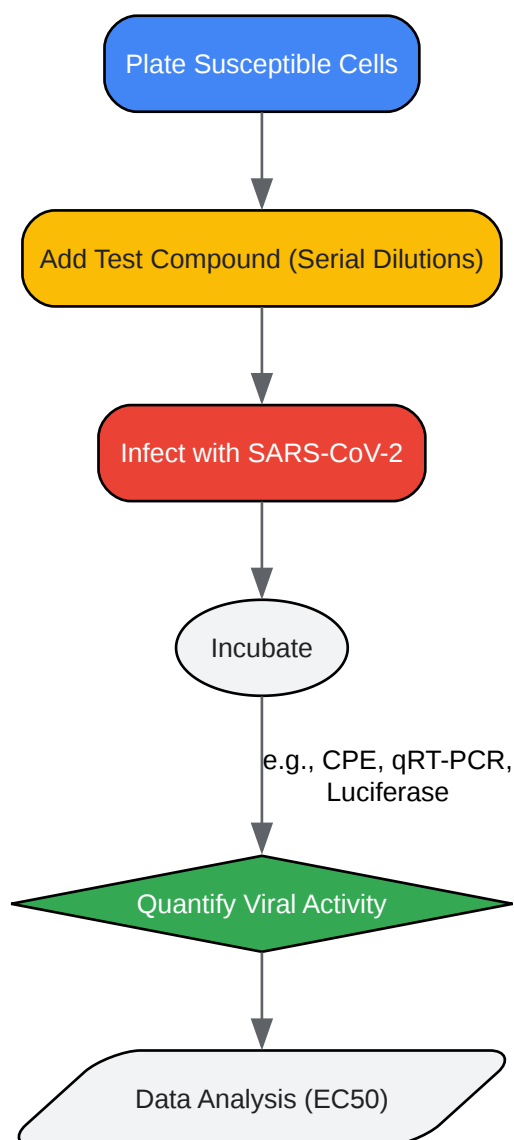 Plate Susceptible Cells
Add Test Compound (Serial Dilutions)
Infect with SARS-CoV-2
Incubate
e.g., CPE, qRT-PCR,
Luciferase
Quantify Viral Activity
Data Analysis (EC50)